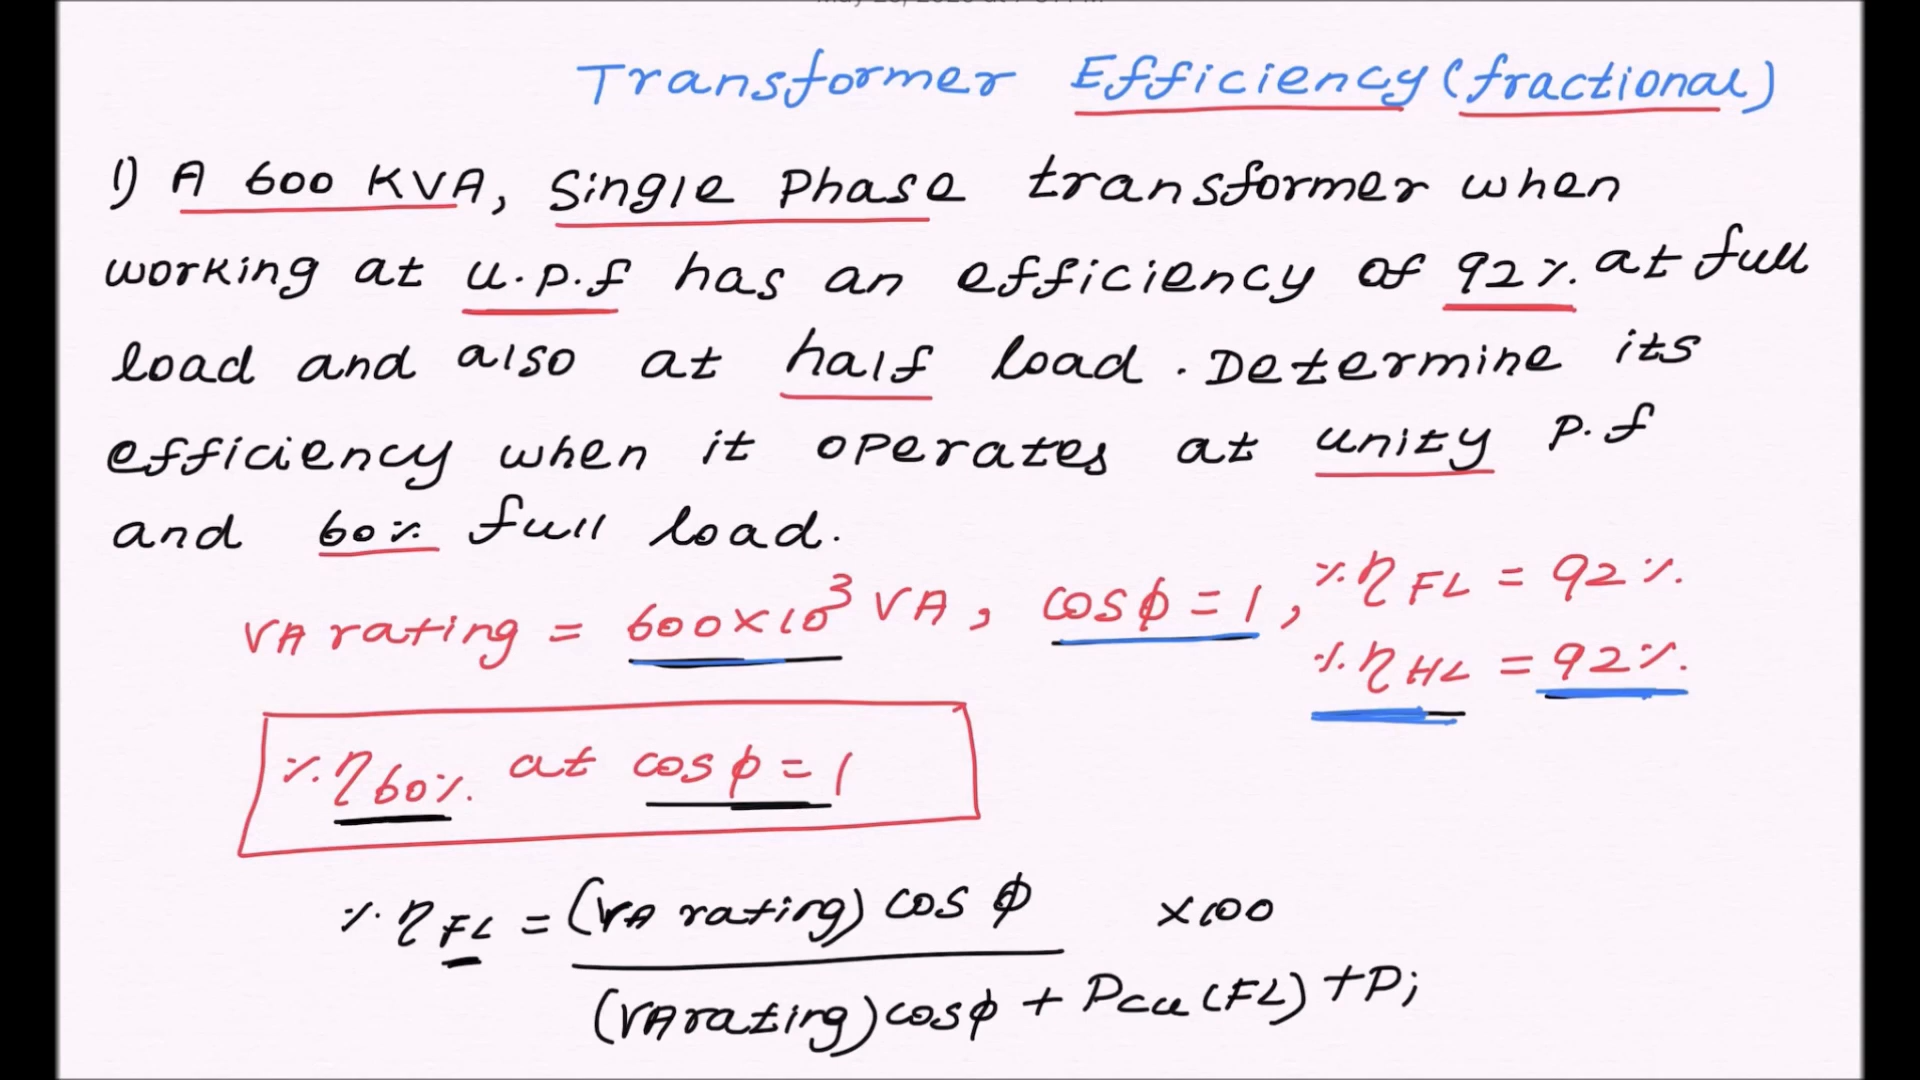 Transformer Efficiency (fractional)
1) A 600 KVA, Single Phase transformer when
working at u.p.f has an efficiency of 92%. at full
load and also at half load. Determine its
efficiency when it operates at unity p.f
and 60% full load.
VA rating = 600×10³ VA, cosϕ = 1, %η FL = 92%.
%η HL = 92%.
%η 60%. at cosϕ = 1
%η FL = (VA rating) cos ϕ ×100
(VA rating) cosϕ + Pcu (FL) + Pi